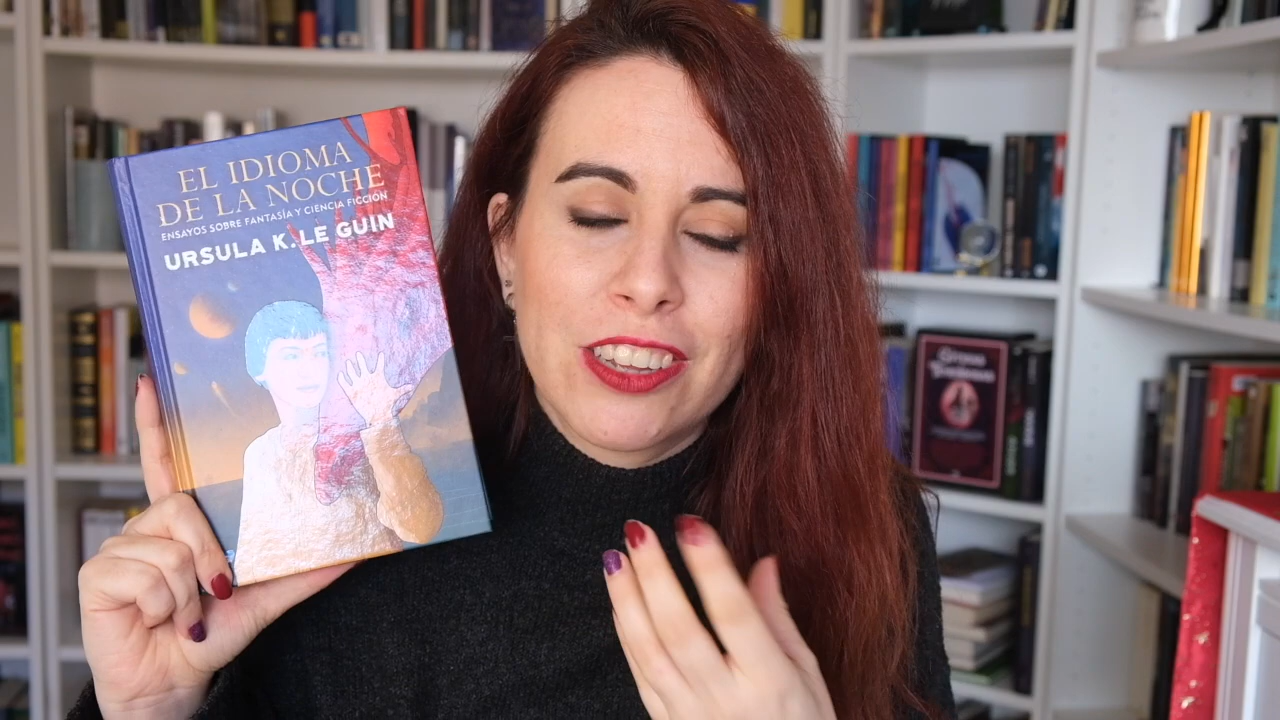 EL IDIOMA
DE LA NOCHE
ENSAYOS SOBRE FANTASÍA Y CIENCIA FICCIÓN
URSULA K. LE GUIN